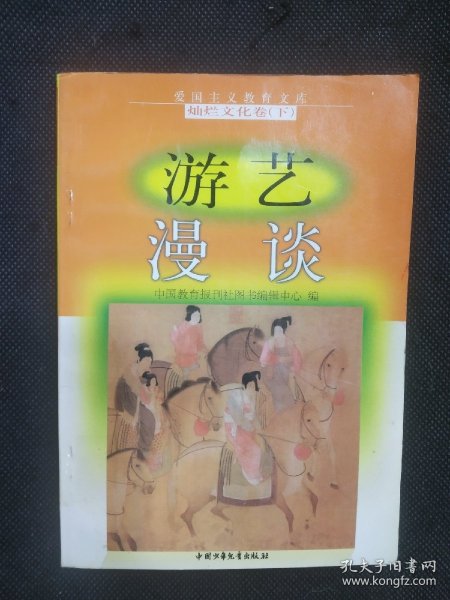 爱国主义教育文库
灿烂文化卷(下)
游艺
漫谈
中国教育报刊社图书编辑中心 编
中国少年儿童出版社
孔夫子旧书网
www.kongfz.com